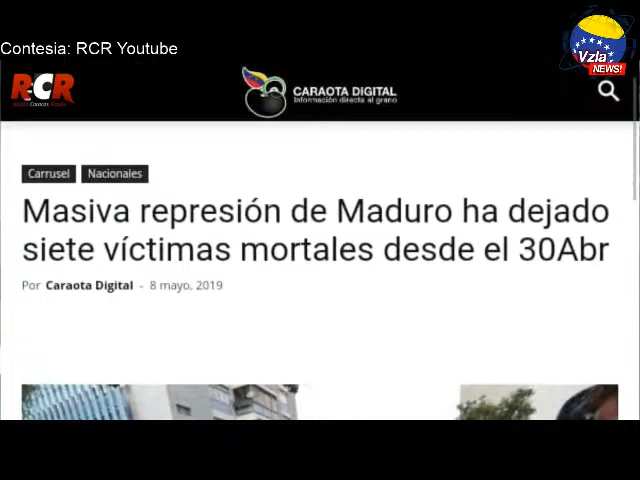 Contesia: RCR Youtube
Vzla
NEWS!
RCR
CARAOTA DIGITAL
Información directa al grano
Carrusel Nacionales
Masiva represión de Maduro ha dejado
siete víctimas mortales desde el 30Abr
Por Caraota Digital - 8 mayo, 2019